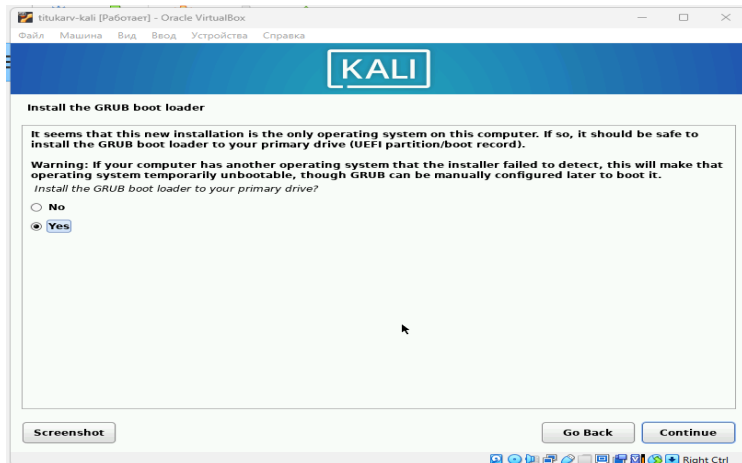 titukarv-kali [Работает] - Oracle VirtualBox
Файл Машина Вид Ввод Устройства Справка
KALI
Install the GRUB boot loader
It seems that this new installation is the only operating system on this computer. If so, it should be safe to
install the GRUB boot loader to your primary drive (UEFI partition/boot record).
Warning: If your computer has another operating system that the installer failed to detect, this will make that
operating system temporarily unbootable, though GRUB can be manually configured later to boot it.
Install the GRUB boot loader to your primary drive?
No
Yes
Screenshot
Go Back
Continue
Right Ctrl